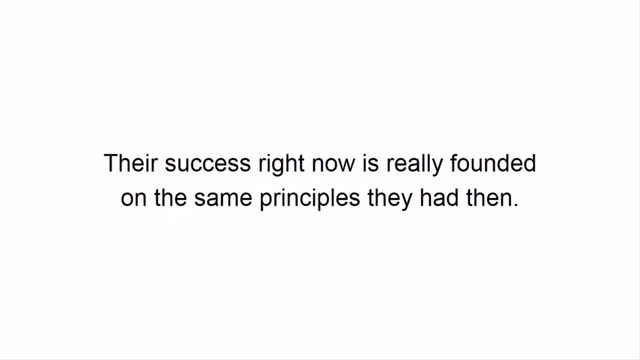 Their success right now is really founded
on the same principles they had then.